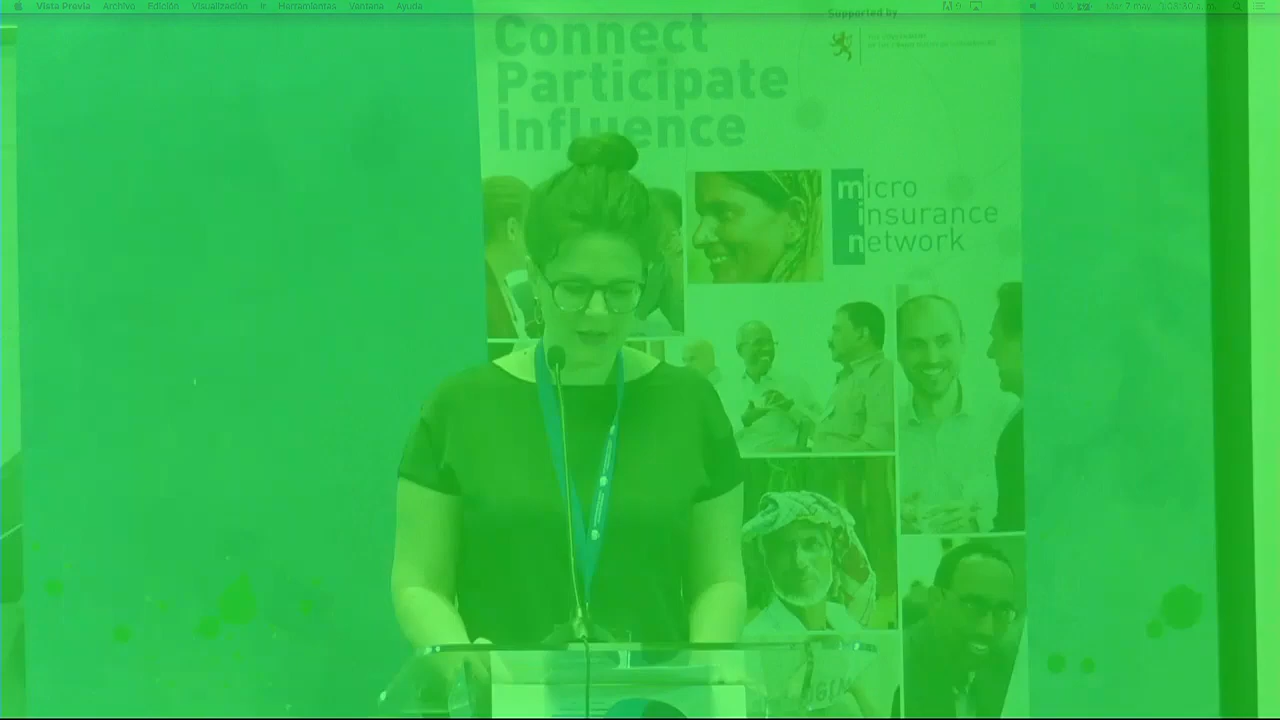 Vista Previa Archivo Edición Visualización Ir Herramientas Ventana Ayuda
Supported by
Connect
Participate
Influence
micro
insurance
network